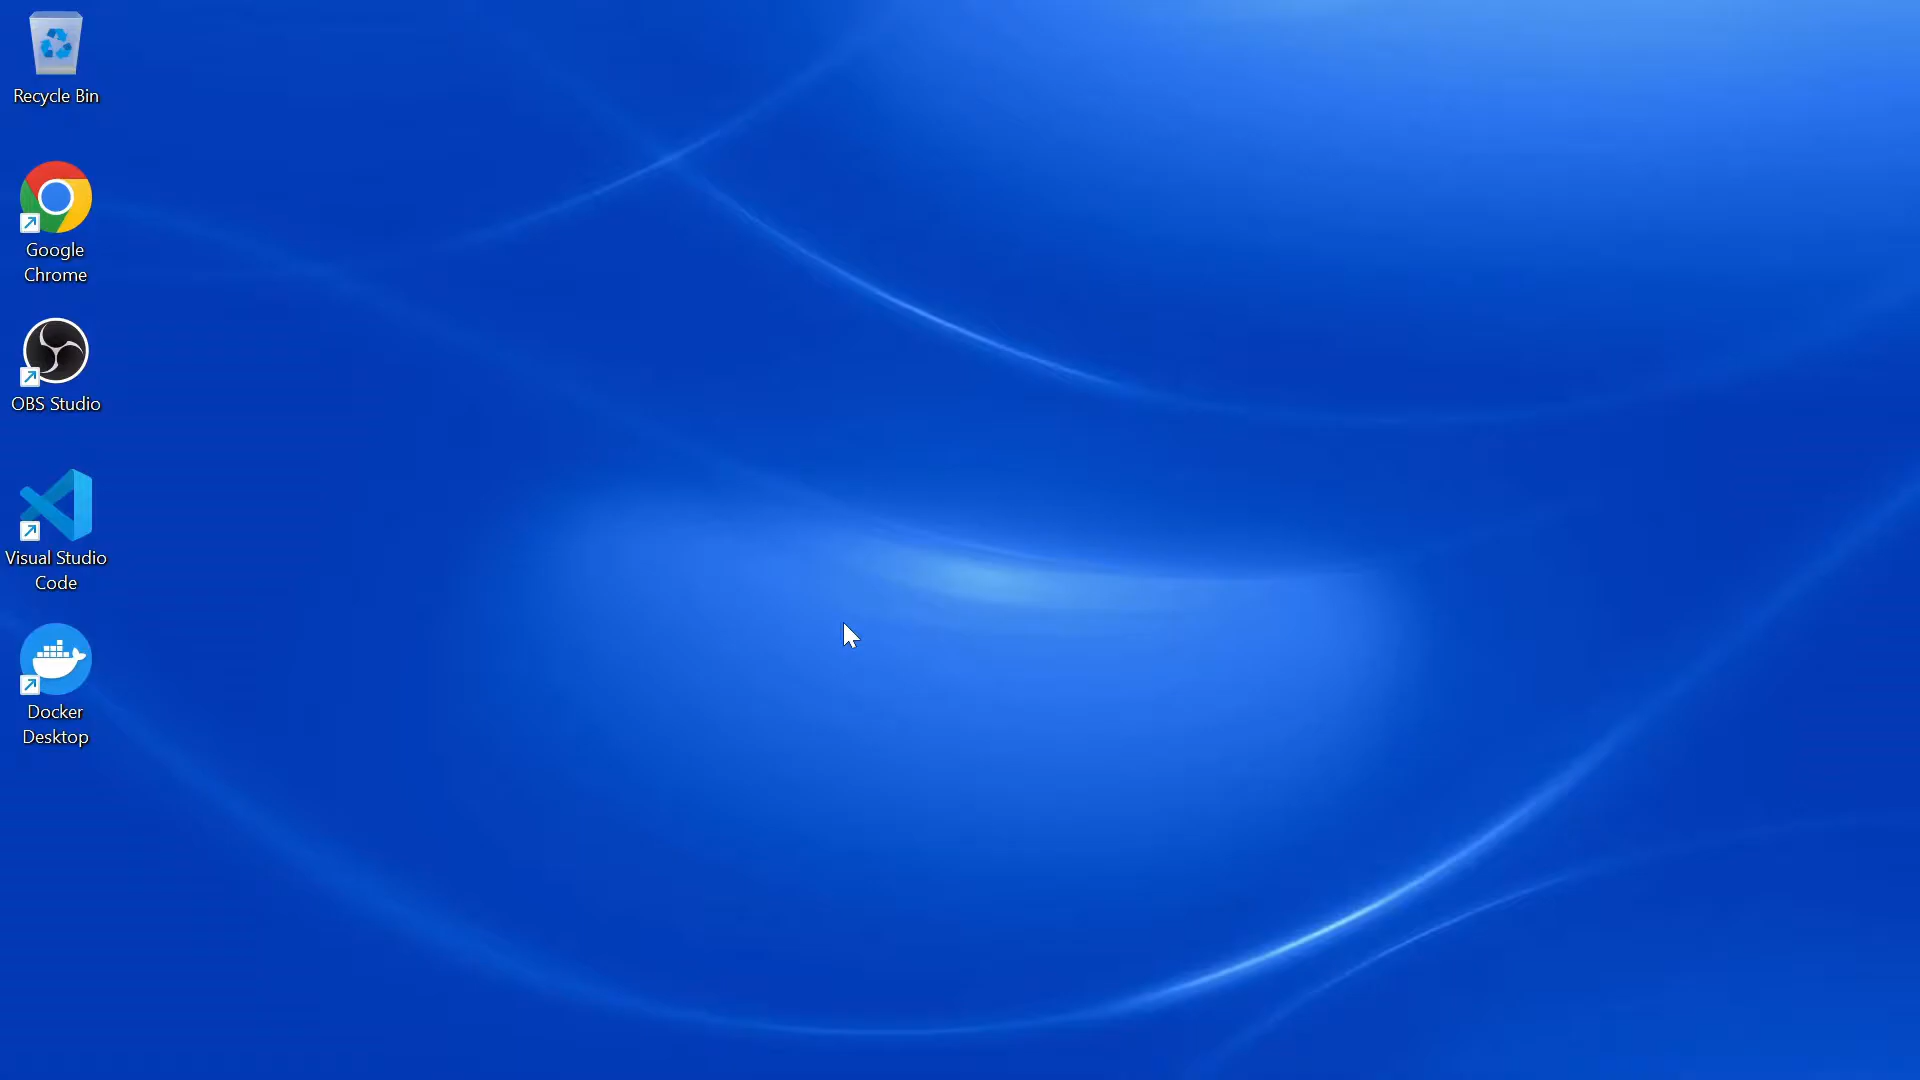 Recycle Bin
Google
Chrome
OBS Studio
Visual Studio
Code
Docker
Desktop